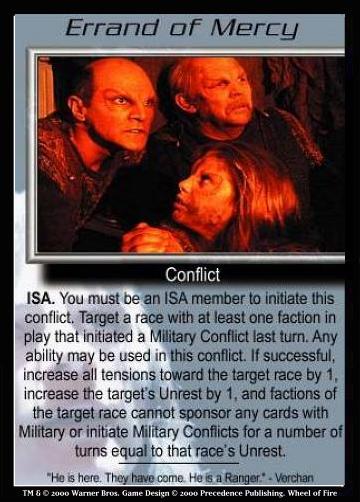 Errand of Mercy
Conflict
ISA. You must be an ISA member to initiate this
conflict. Target a race with at least one faction in
play that initiated a Military Conflict last turn. Any
ability may be used in this conflict. If successful,
increase all tensions toward the target race by 1,
increase the target's Unrest by 1, and factions of
the target race cannot sponsor any cards with
Military or initiate Military Conflicts for a number of
turns equal to that race's Unrest.
"He is here. They have come. He is a Ranger." - Verchan
TM & © 2000 Warner Bros. Game Design © 2000 Precedence Publishing. Wheel of Fire